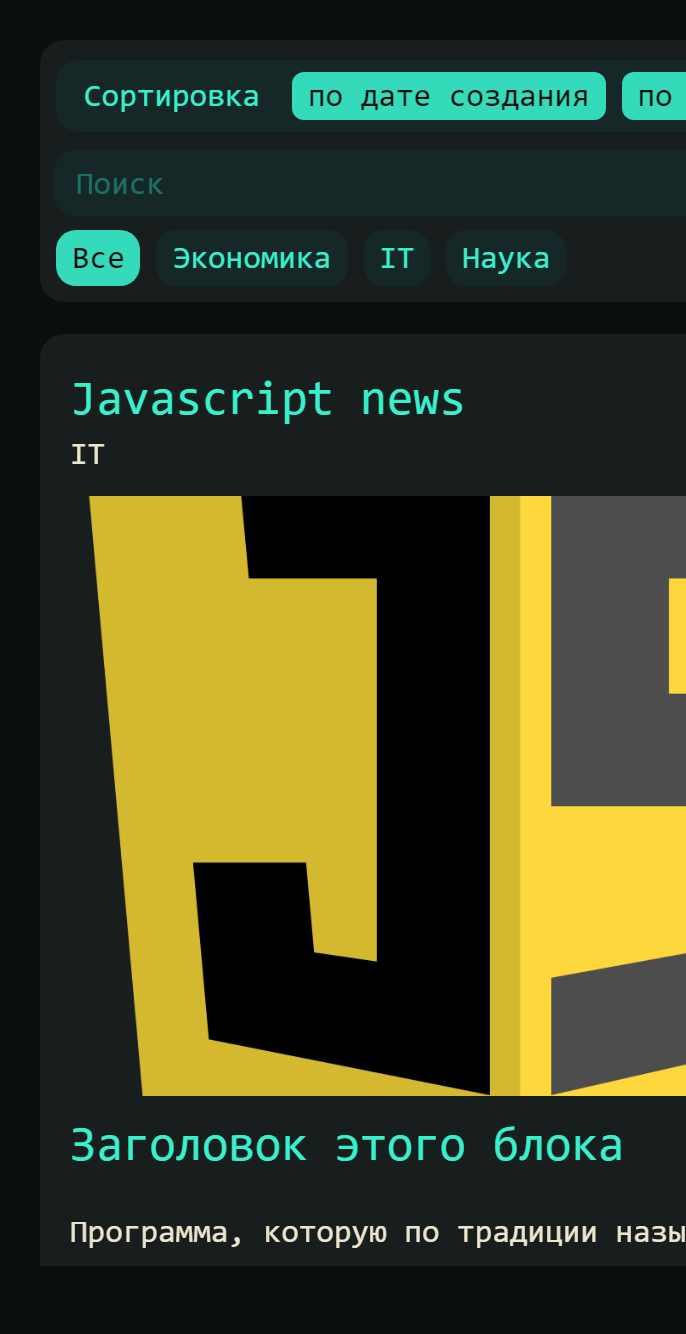 Сортировка по дате создания по
Поиск
Все Экономика IT Наука
Javascript news
IT
JS
Заголовок этого блока
Программа, которую по традиции